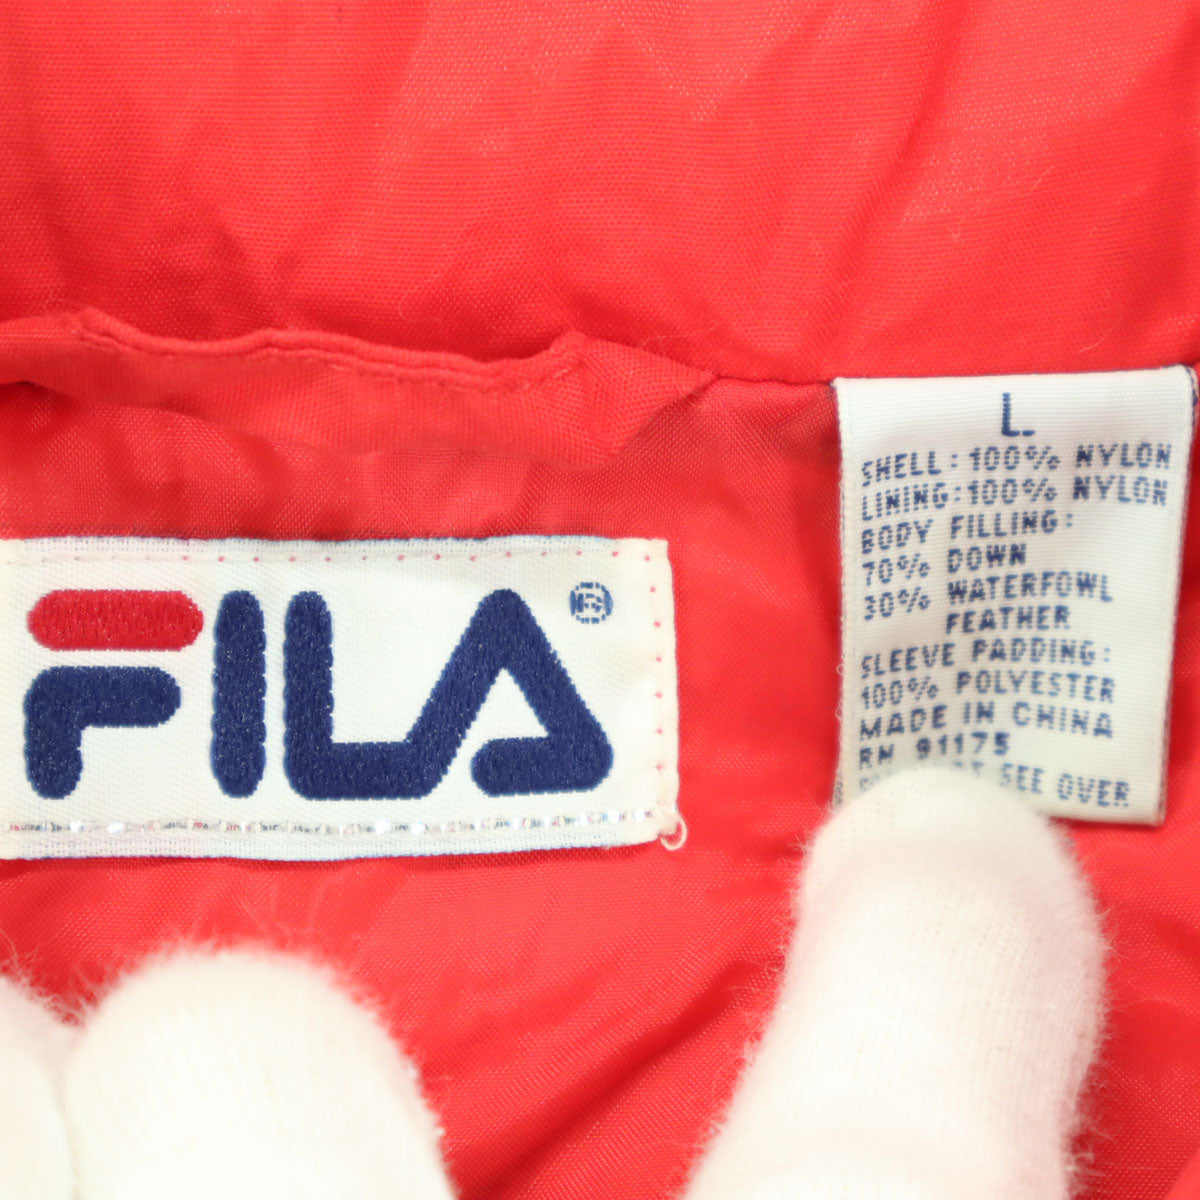 FILA®
L
SHELL: 100% NYLON
LINING: 100% NYLON
BODY FILLING:
70% DOWN
30% WATERFOWL
FEATHER
SLEEVE PADDING:
100% POLYESTER
MADE IN CHINA
RN 91175
SEE OVER